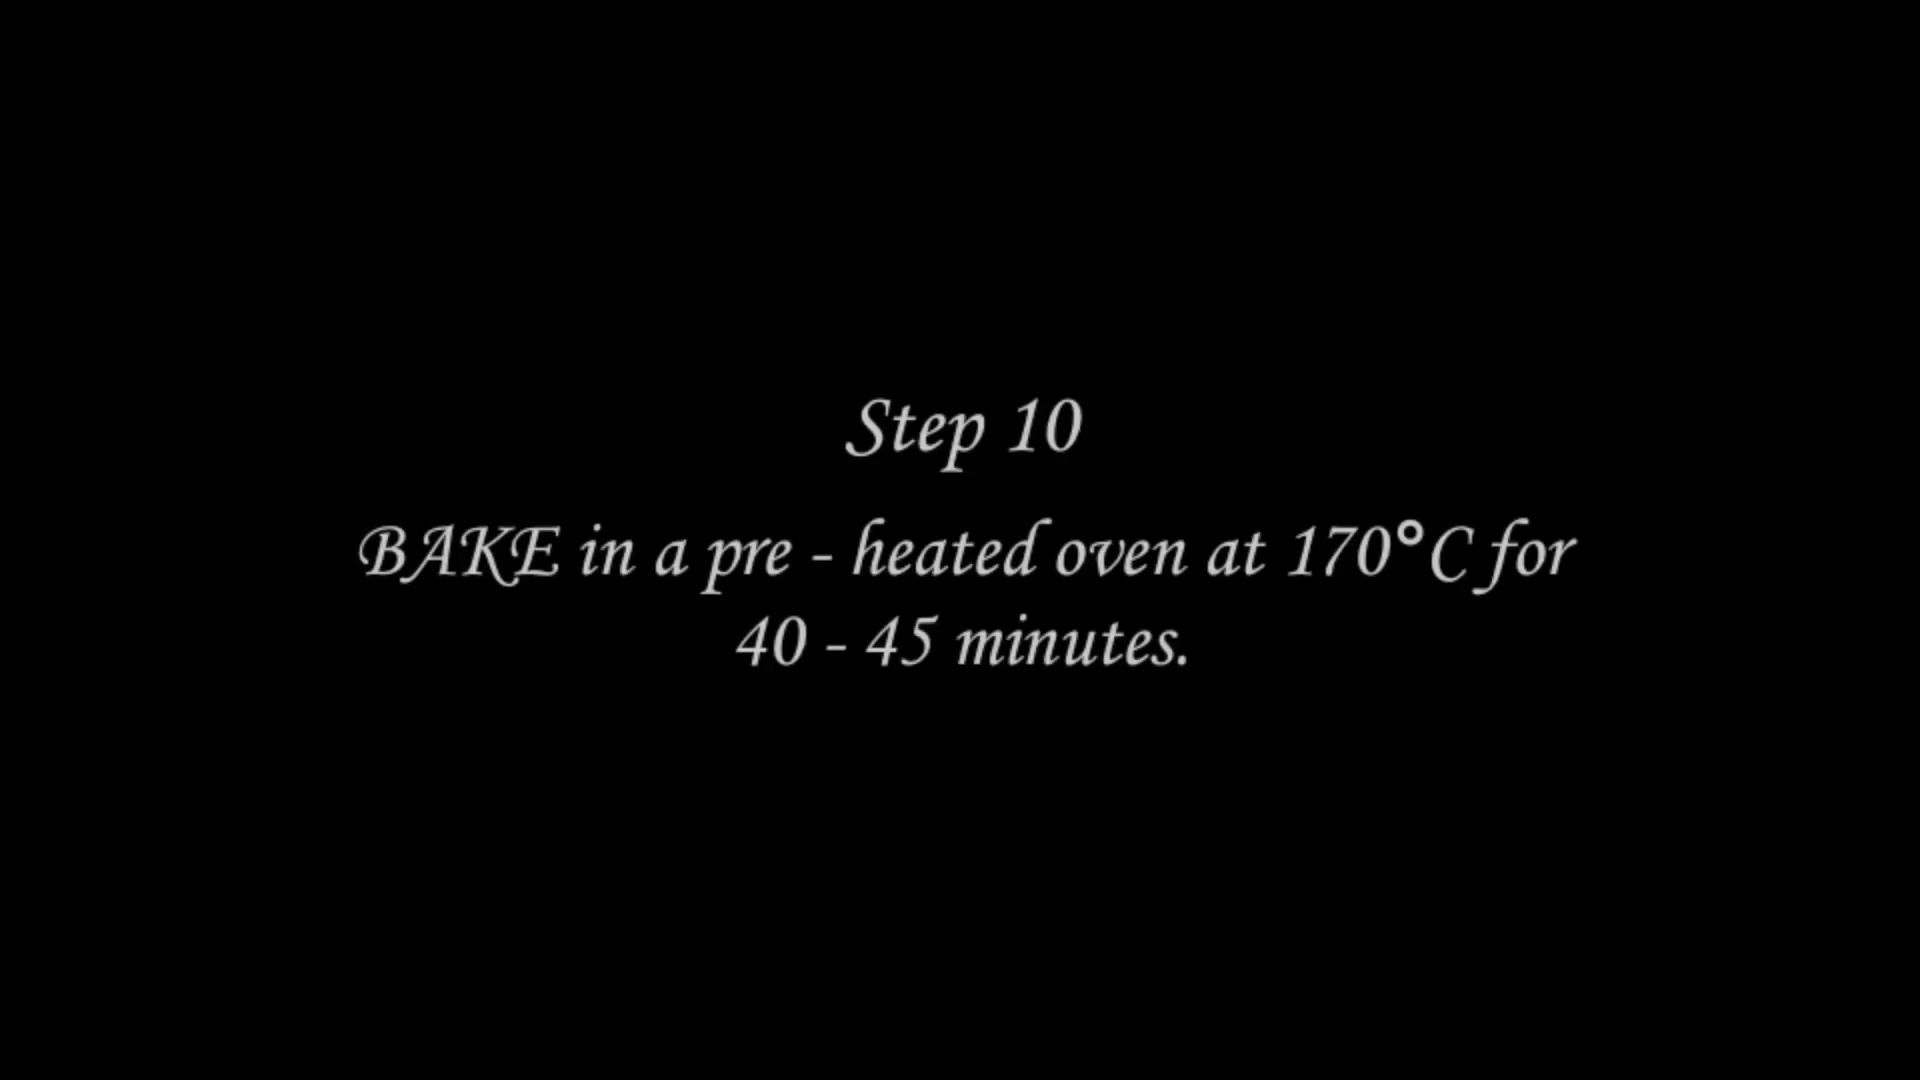 Step 10
BAKE in a pre - heated oven at 170°C for
40 - 45 minutes.